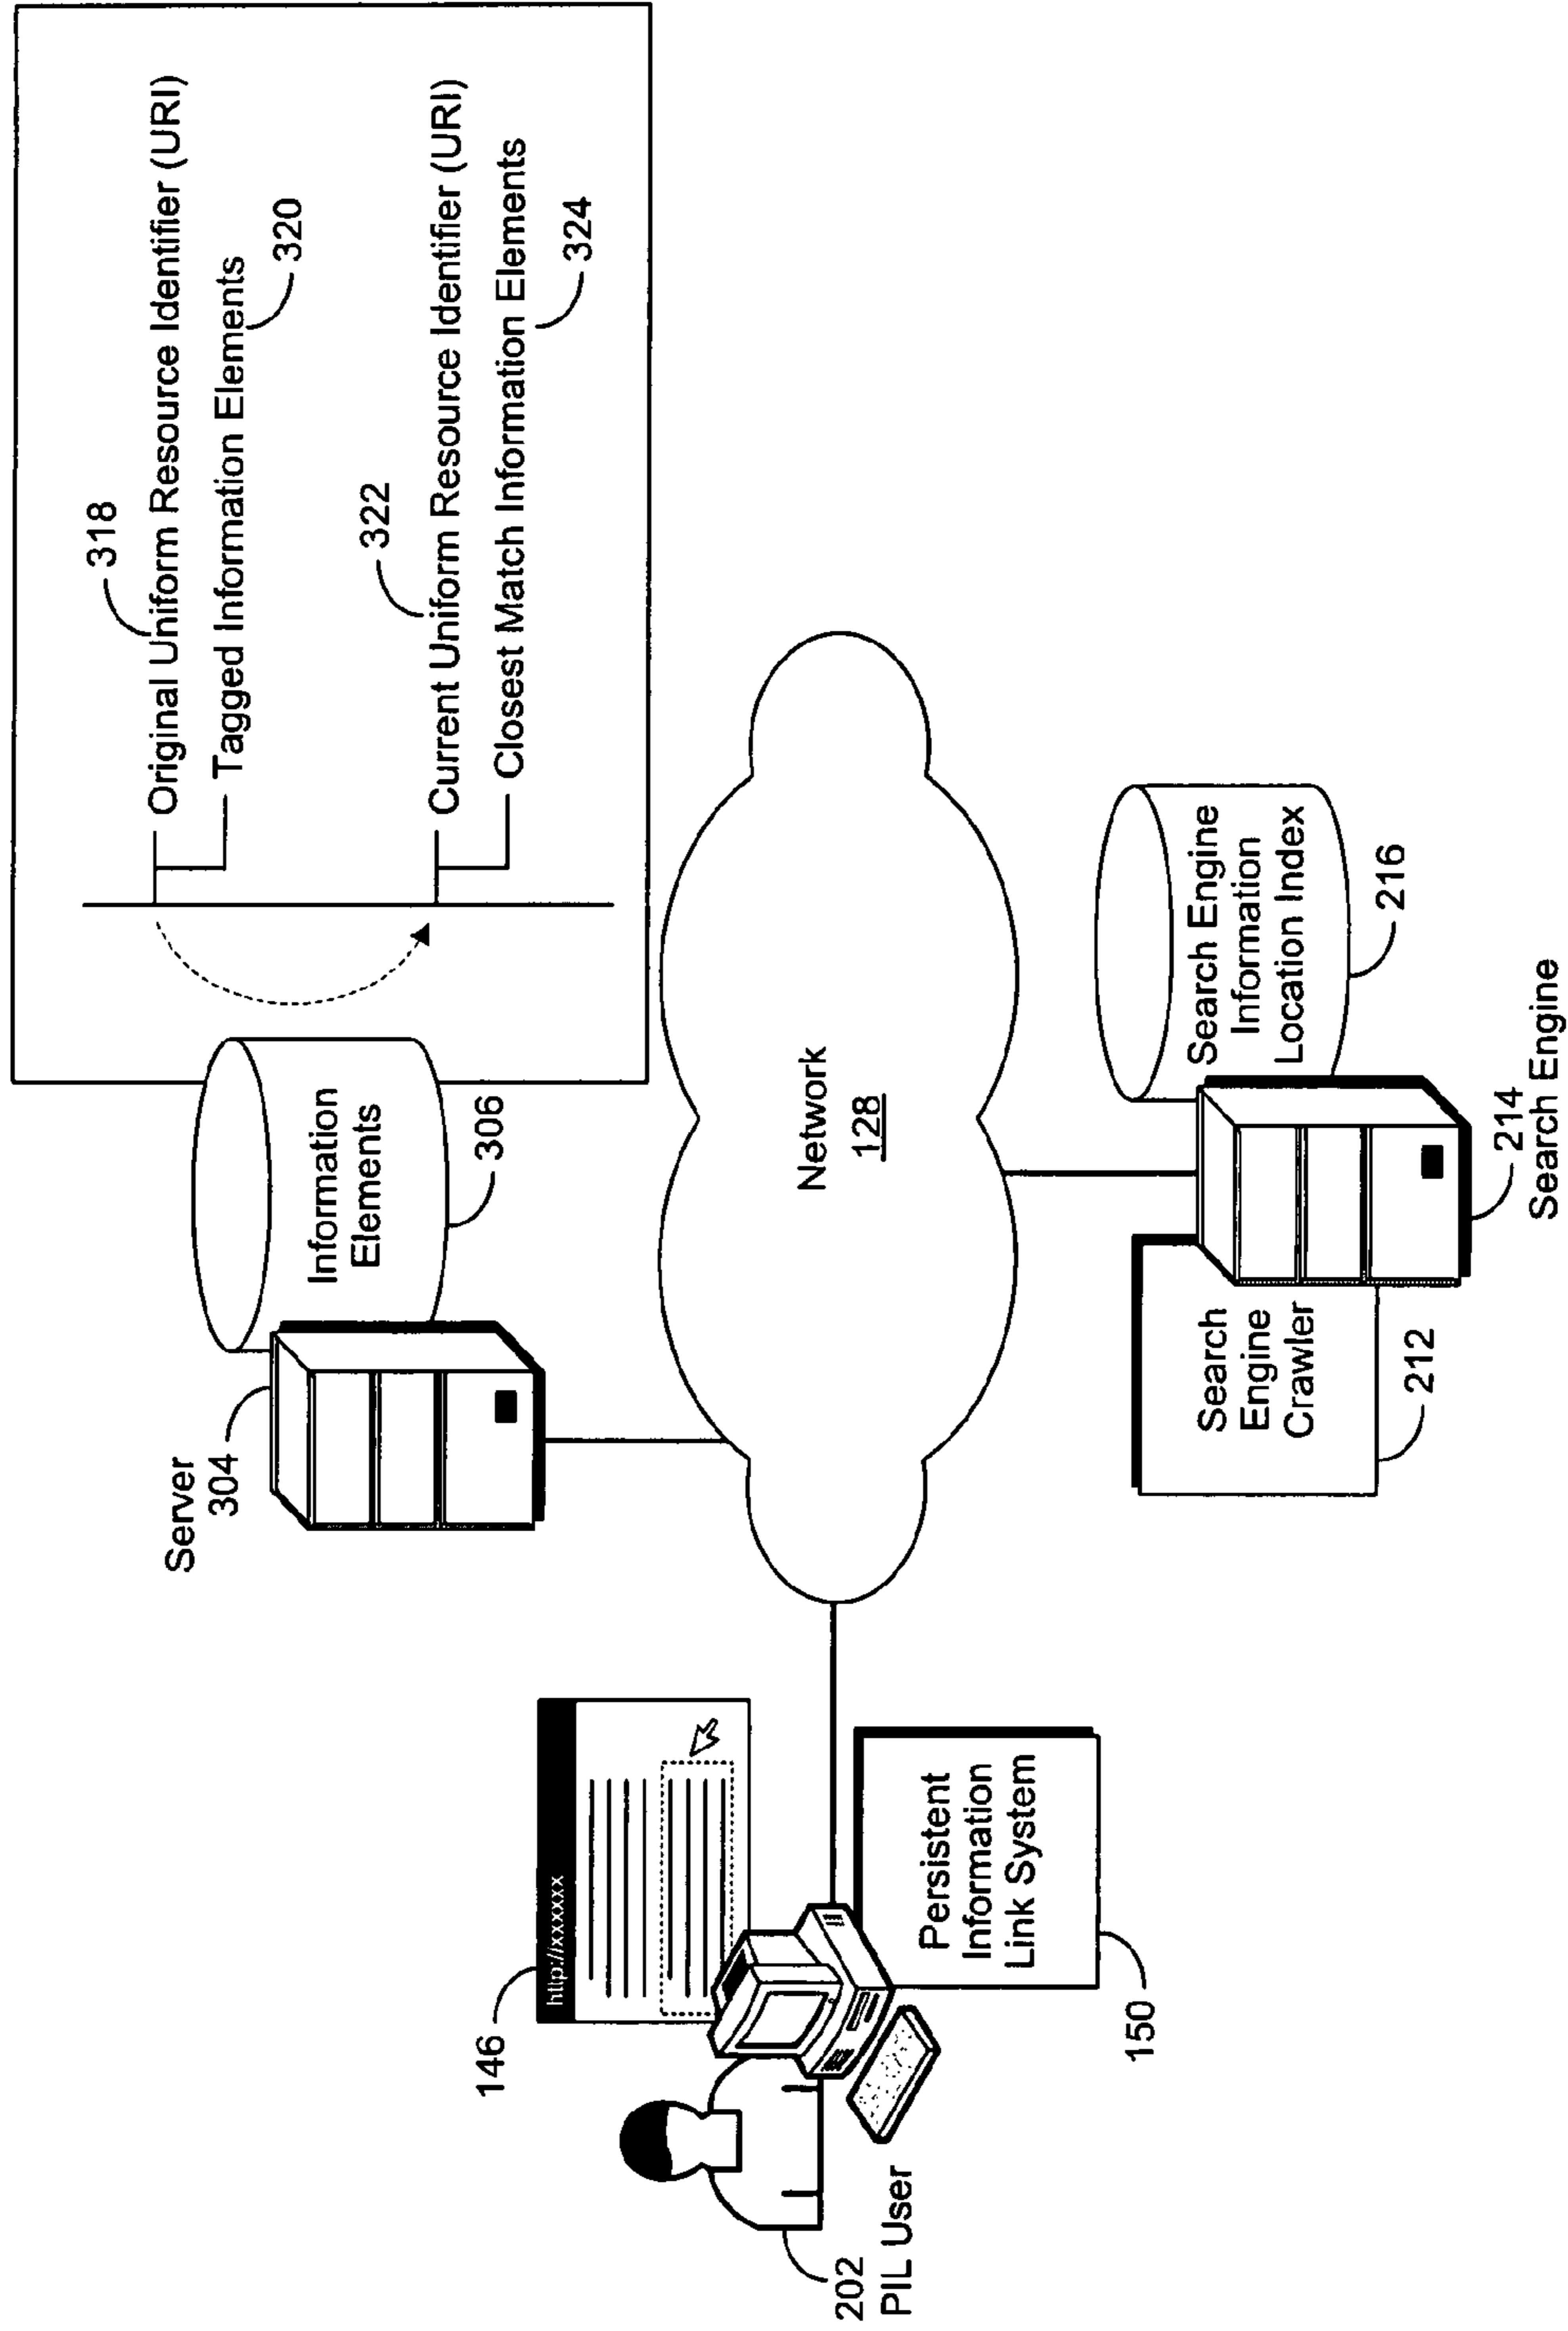 318
Original Uniform Resource Identifier (URI)
Tagged Information Elements
320
322
Current Uniform Resource Identifier (URI)
Closest Match Information Elements
324
Server
304
Information
Elements
306
146
http://xxxxxxx
202
PIL User
Persistent
Information
Link System
150
Network
128
Search
Engine
Crawler
212
Search Engine
Information
Location Index
216
214
Search Engine